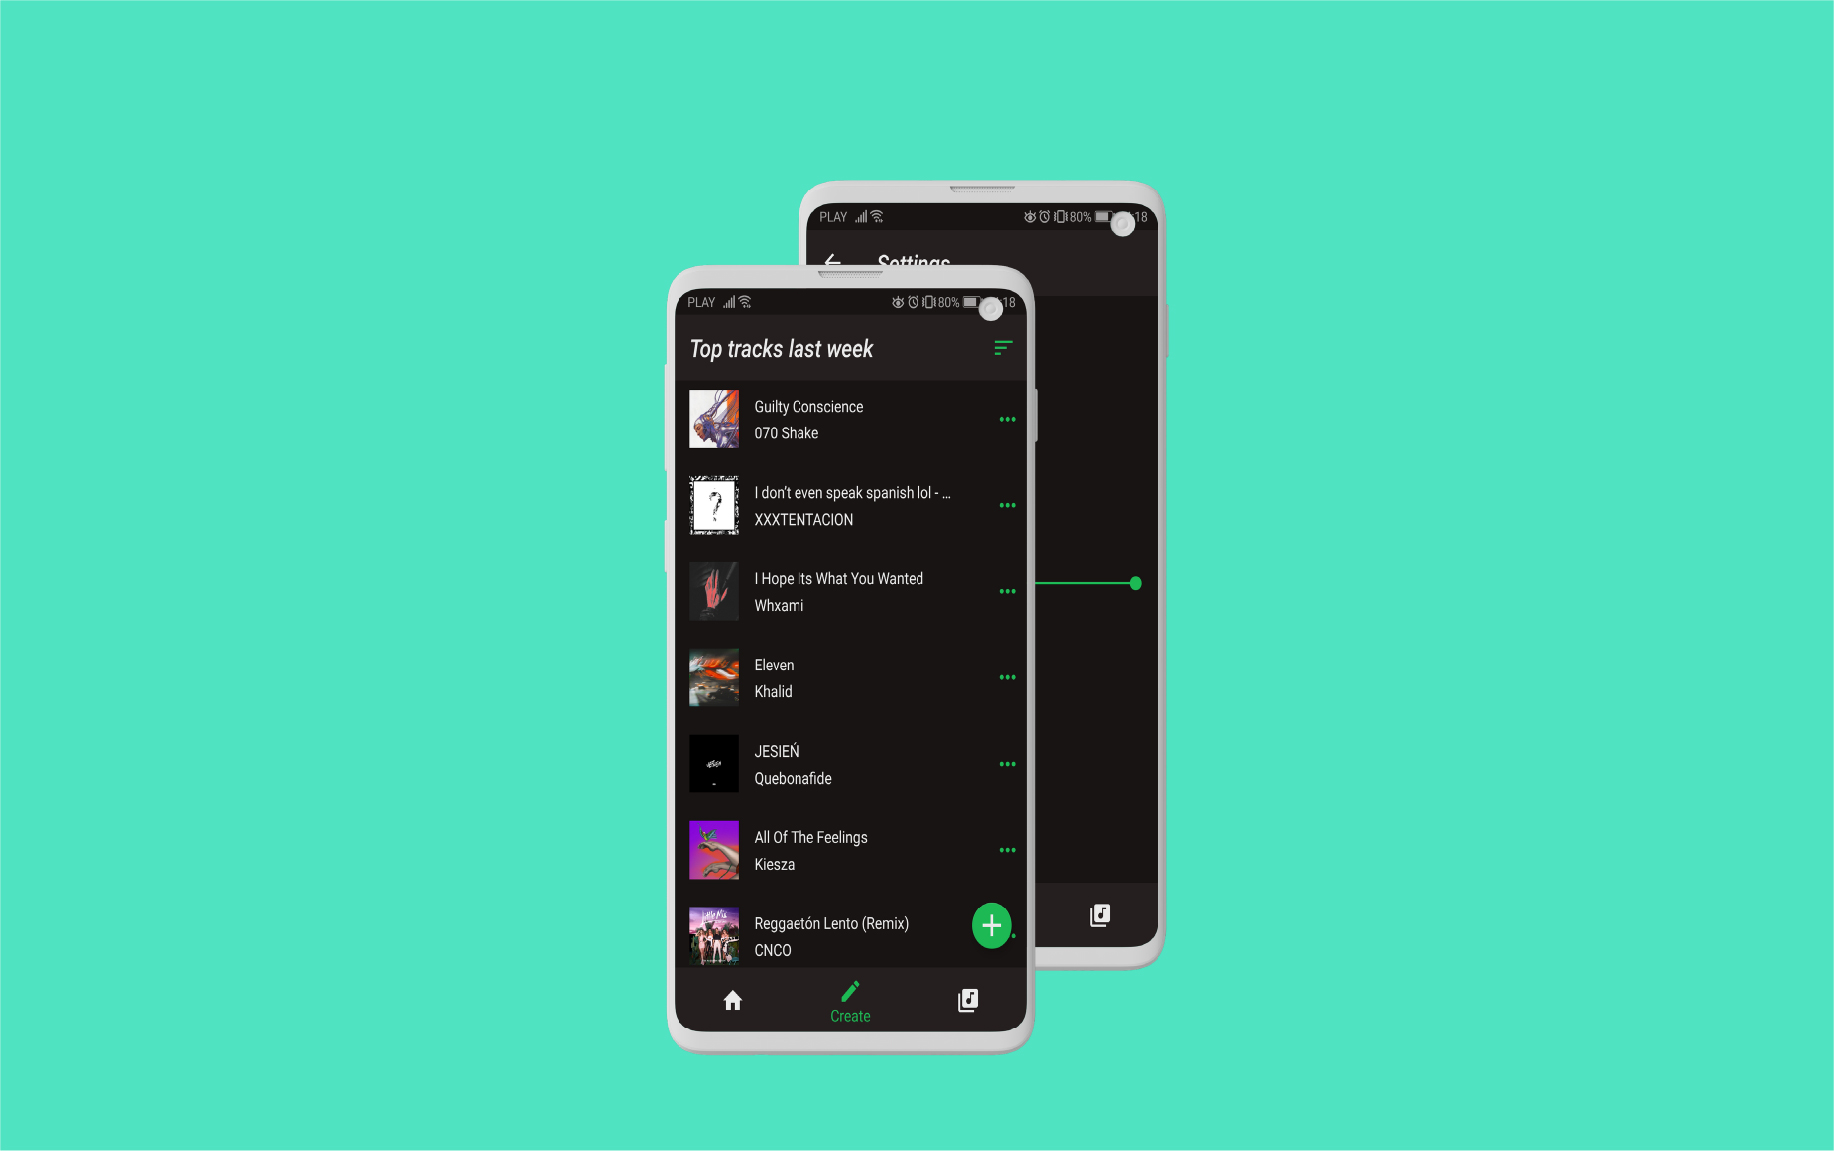 PLAY 80% 18
Settings
PLAY 80% 18
Top tracks last week
Guilty Conscience
070 Shake
I don't even speak spanish lol - ...
XXXTENTACION
I Hope Its What You Wanted
Whxami
Eleven
Khalid
JESIEŃ
Quebonafide
All Of The Feelings
Kiesza
Reggaetón Lento (Remix)
CNCO
Create